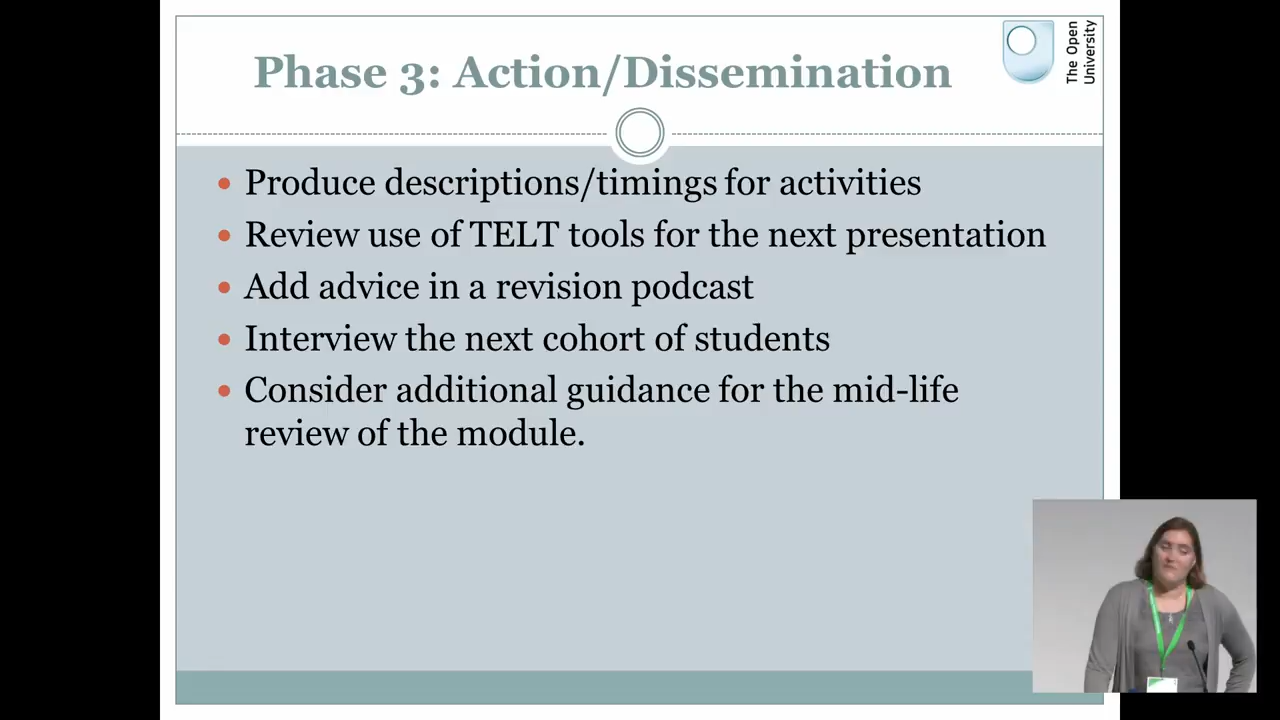 Phase 3: Action/Dissemination
The Open
University
Produce descriptions/timings for activities
Review use of TELT tools for the next presentation
Add advice in a revision podcast
Interview the next cohort of students
Consider additional guidance for the mid-life
review of the module.